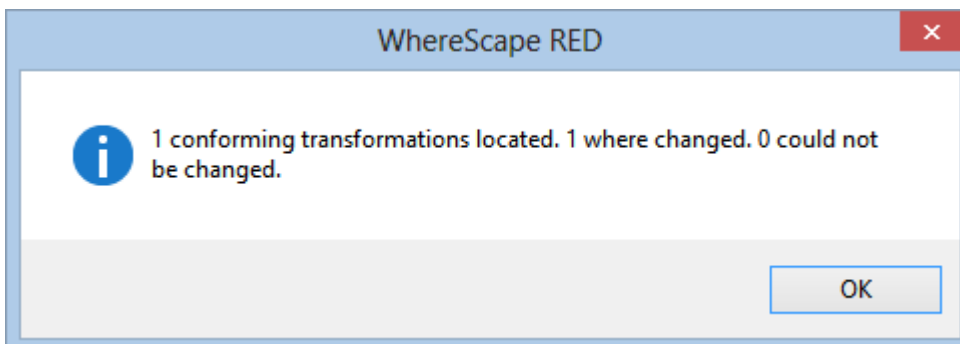 WhereScape RED
1 conforming transformations located. 1 where changed. 0 could not
be changed.
OK